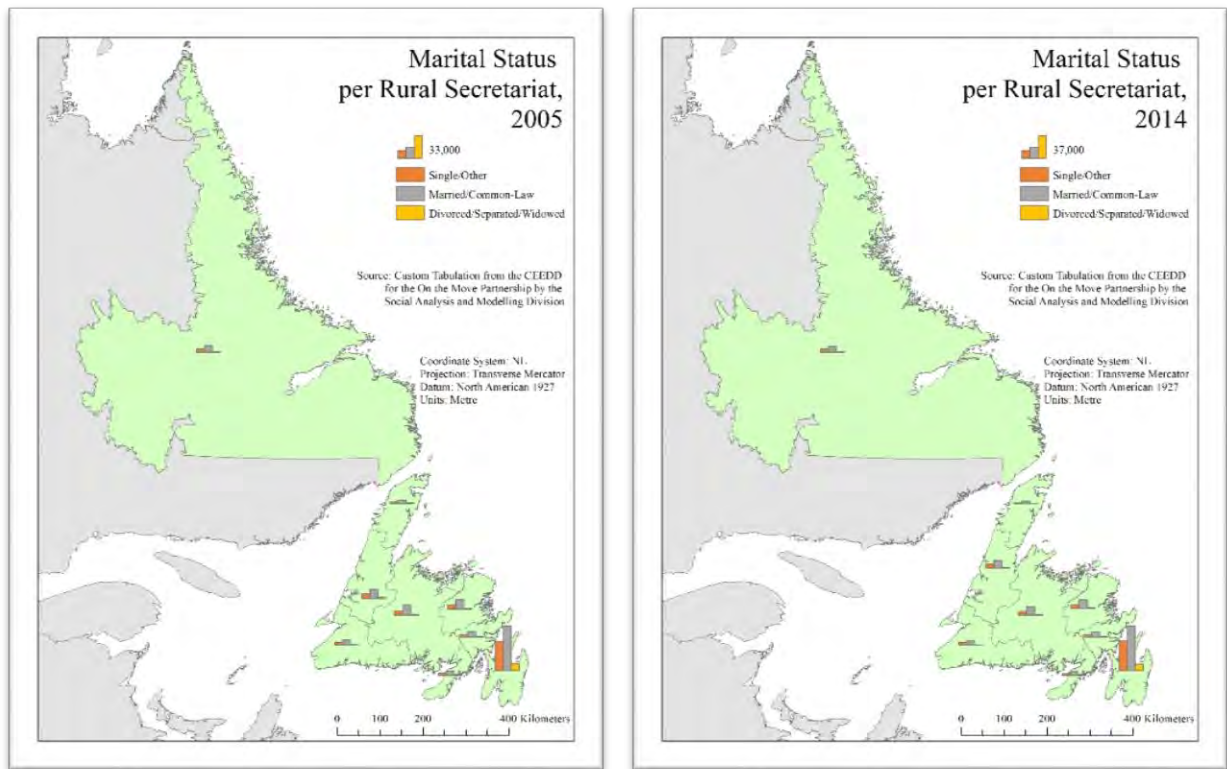 Marital Status
per Rural Secretariat,
2005
33,000
Single/Other
Married/Common-Law
Divorced/Separated/Widowed
Source: Custom Tabulation from the CEEDD
for the On the Move Partnership by the
Social Analysis and Modelling Division
Coordinate System: NL
Projection: Transverse Mercator
Datum: North American 1927
Units: Metre
0 100 200 400 Kilometers
Marital Status
per Rural Secretariat,
2014
37,000
Single/Other
Married/Common-Law
Divorced/Separated/Widowed
Source: Custom Tabulation from the CEEDD
for the On the Move Partnership by the
Social Analysis and Modelling Division
Coordinate System: NL
Projection: Transverse Mercator
Datum: North American 1927
Units: Metre
0 100 200 400 Kilometers